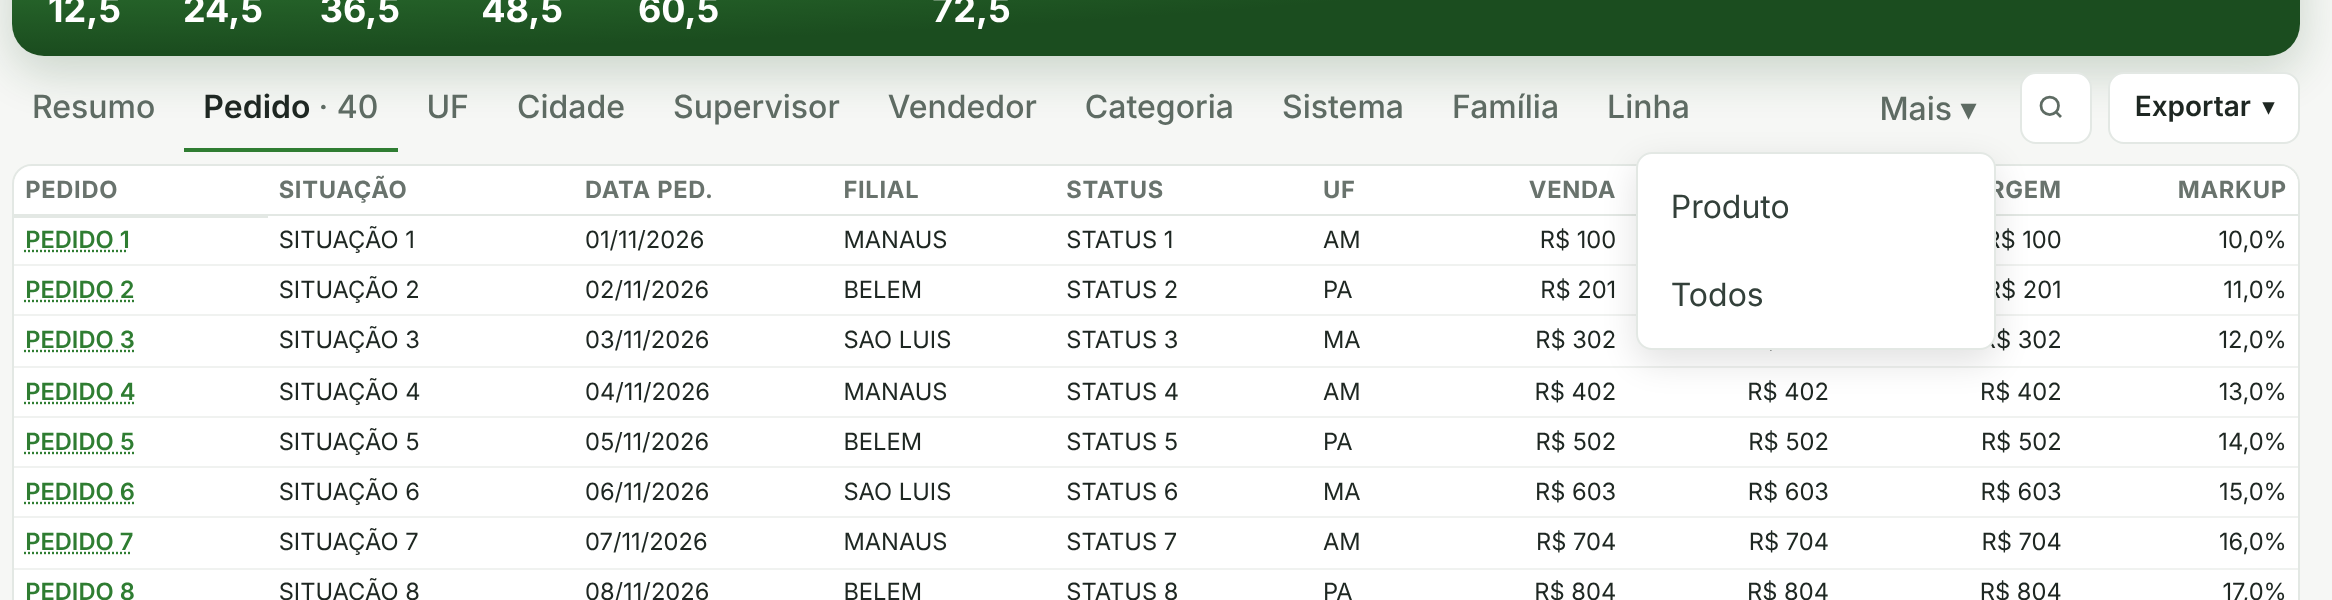 12,5 24,5 36,5 48,5 60,5 72,5
Resumo Pedido · 40 UF Cidade Supervisor Vendedor Categoria Sistema Família Linha Mais ▾ Exportar ▾
PEDIDO SITUAÇÃO DATA PED. FILIAL STATUS UF VENDA RGEM MARKUP
Produto
PEDIDO 1 SITUAÇÃO 1 01/11/2026 MANAUS STATUS 1 AM R$ 100 R$ 100 10,0%
PEDIDO 2 SITUAÇÃO 2 02/11/2026 BELEM STATUS 2 PA R$ 201 R$ 201 11,0%
Todos
PEDIDO 3 SITUAÇÃO 3 03/11/2026 SAO LUIS STATUS 3 MA R$ 302 R$ 302 12,0%
PEDIDO 4 SITUAÇÃO 4 04/11/2026 MANAUS STATUS 4 AM R$ 402 R$ 402 R$ 402 13,0%
PEDIDO 5 SITUAÇÃO 5 05/11/2026 BELEM STATUS 5 PA R$ 502 R$ 502 R$ 502 14,0%
PEDIDO 6 SITUAÇÃO 6 06/11/2026 SAO LUIS STATUS 6 MA R$ 603 R$ 603 R$ 603 15,0%
PEDIDO 7 SITUAÇÃO 7 07/11/2026 MANAUS STATUS 7 AM R$ 704 R$ 704 R$ 704 16,0%
PEDIDO 8 SITUAÇÃO 8 08/11/2026 BELEM STATUS 8 PA R$ 804 R$ 804 R$ 804 17,0%